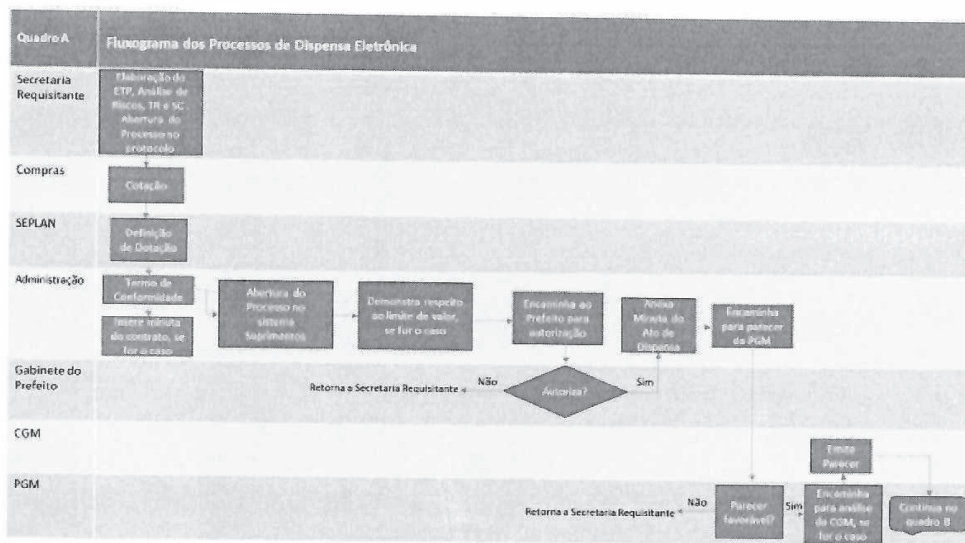 Quadro A
Fluxograma dos Processos de Dispensa Eletrônica
Secretaria
Requisitante
Elaboração do
ETP, Análise de
Riscos, TR e SC
Abertura do
Processo no
protocolo
Compras
Cotação
SEPLAN
Definição
de Dotação
Administração
Termo de
Conformidade
Insere minuta
do contrato, se
for o caso
Abertura do
Processo no
sistema
Suprimentos
Demonstra respeito
ao limite de valor,
se for o caso
Encaminha ao
Prefeito para
autorização
Anexa
Minuta do
Ato de
Dispensa
Encaminha
para parecer
da PGM
Gabinete do
Prefeito
Retorna a Secretaria Requisitante
Não
Autoriza?
Sim
CGM
Emite
Parecer
PGM
Retorna a Secretaria Requisitante
Não
Parecer
favorável?
Sim
Encaminha
para análise
da CGM, se
for o caso
Continua no
quadro B